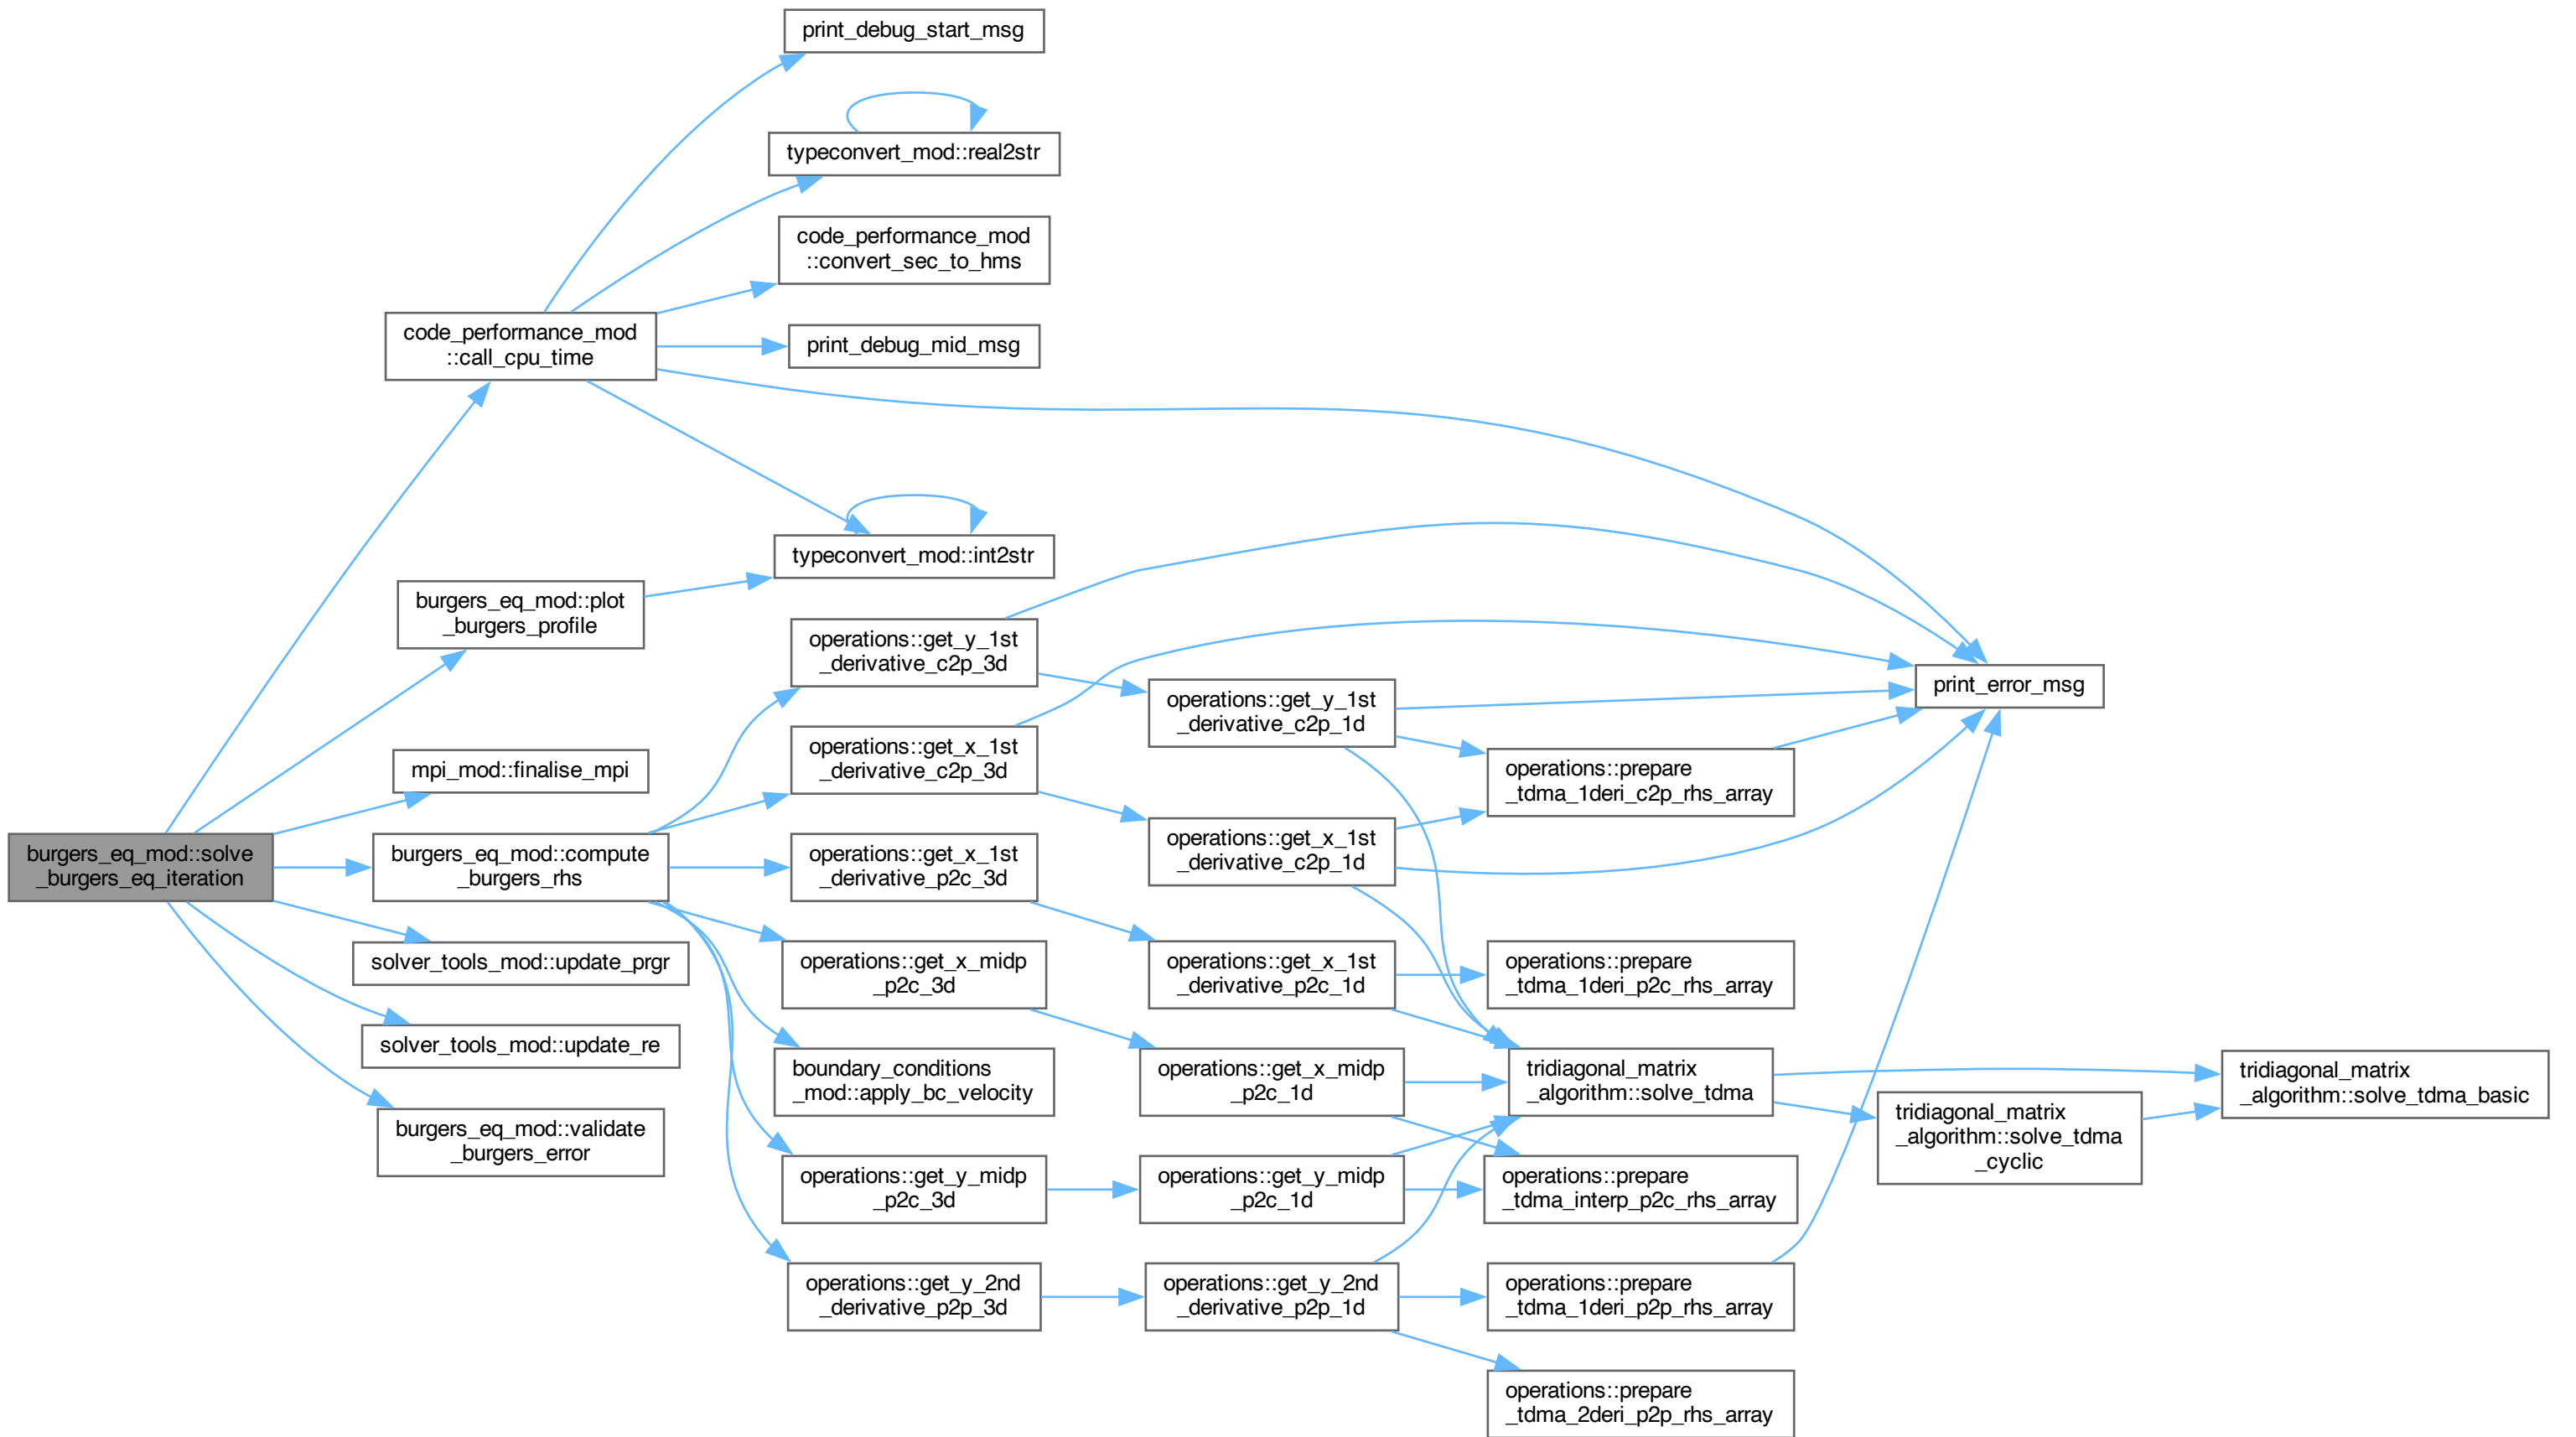 print_debug_start_msg
typeconvert_mod::real2str
code_performance_mod
::convert_sec_to_hms
code_performance_mod
::call_cpu_time
print_debug_mid_msg
typeconvert_mod::int2str
burgers_eq_mod::plot
_burgers_profile
operations::get_y_1st
_derivative_c2p_3d
print_error_msg
operations::get_y_1st
_derivative_c2p_1d
mpi_mod::finalise_mpi
operations::get_x_1st
_derivative_c2p_3d
operations::prepare
_tdma_1deri_c2p_rhs_array
burgers_eq_mod::solve
_burgers_eq_iteration
burgers_eq_mod::compute
_burgers_rhs
operations::get_x_1st
_derivative_p2c_3d
operations::get_x_1st
_derivative_c2p_1d
solver_tools_mod::update_prgr
operations::get_x_midp
_p2c_3d
operations::get_x_1st
_derivative_p2c_1d
operations::prepare
_tdma_1deri_p2c_rhs_array
solver_tools_mod::update_re
boundary_conditions
_mod::apply_bc_velocity
operations::get_x_midp
_p2c_1d
tridiagonal_matrix
_algorithm::solve_tdma
tridiagonal_matrix
_algorithm::solve_tdma_basic
burgers_eq_mod::validate
_burgers_error
tridiagonal_matrix
_algorithm::solve_tdma
_cyclic
operations::get_y_midp
_p2c_3d
operations::get_y_midp
_p2c_1d
operations::prepare
_tdma_interp_p2c_rhs_array
operations::get_y_2nd
_derivative_p2p_3d
operations::get_y_2nd
_derivative_p2p_1d
operations::prepare
_tdma_1deri_p2p_rhs_array
operations::prepare
_tdma_2deri_p2p_rhs_array